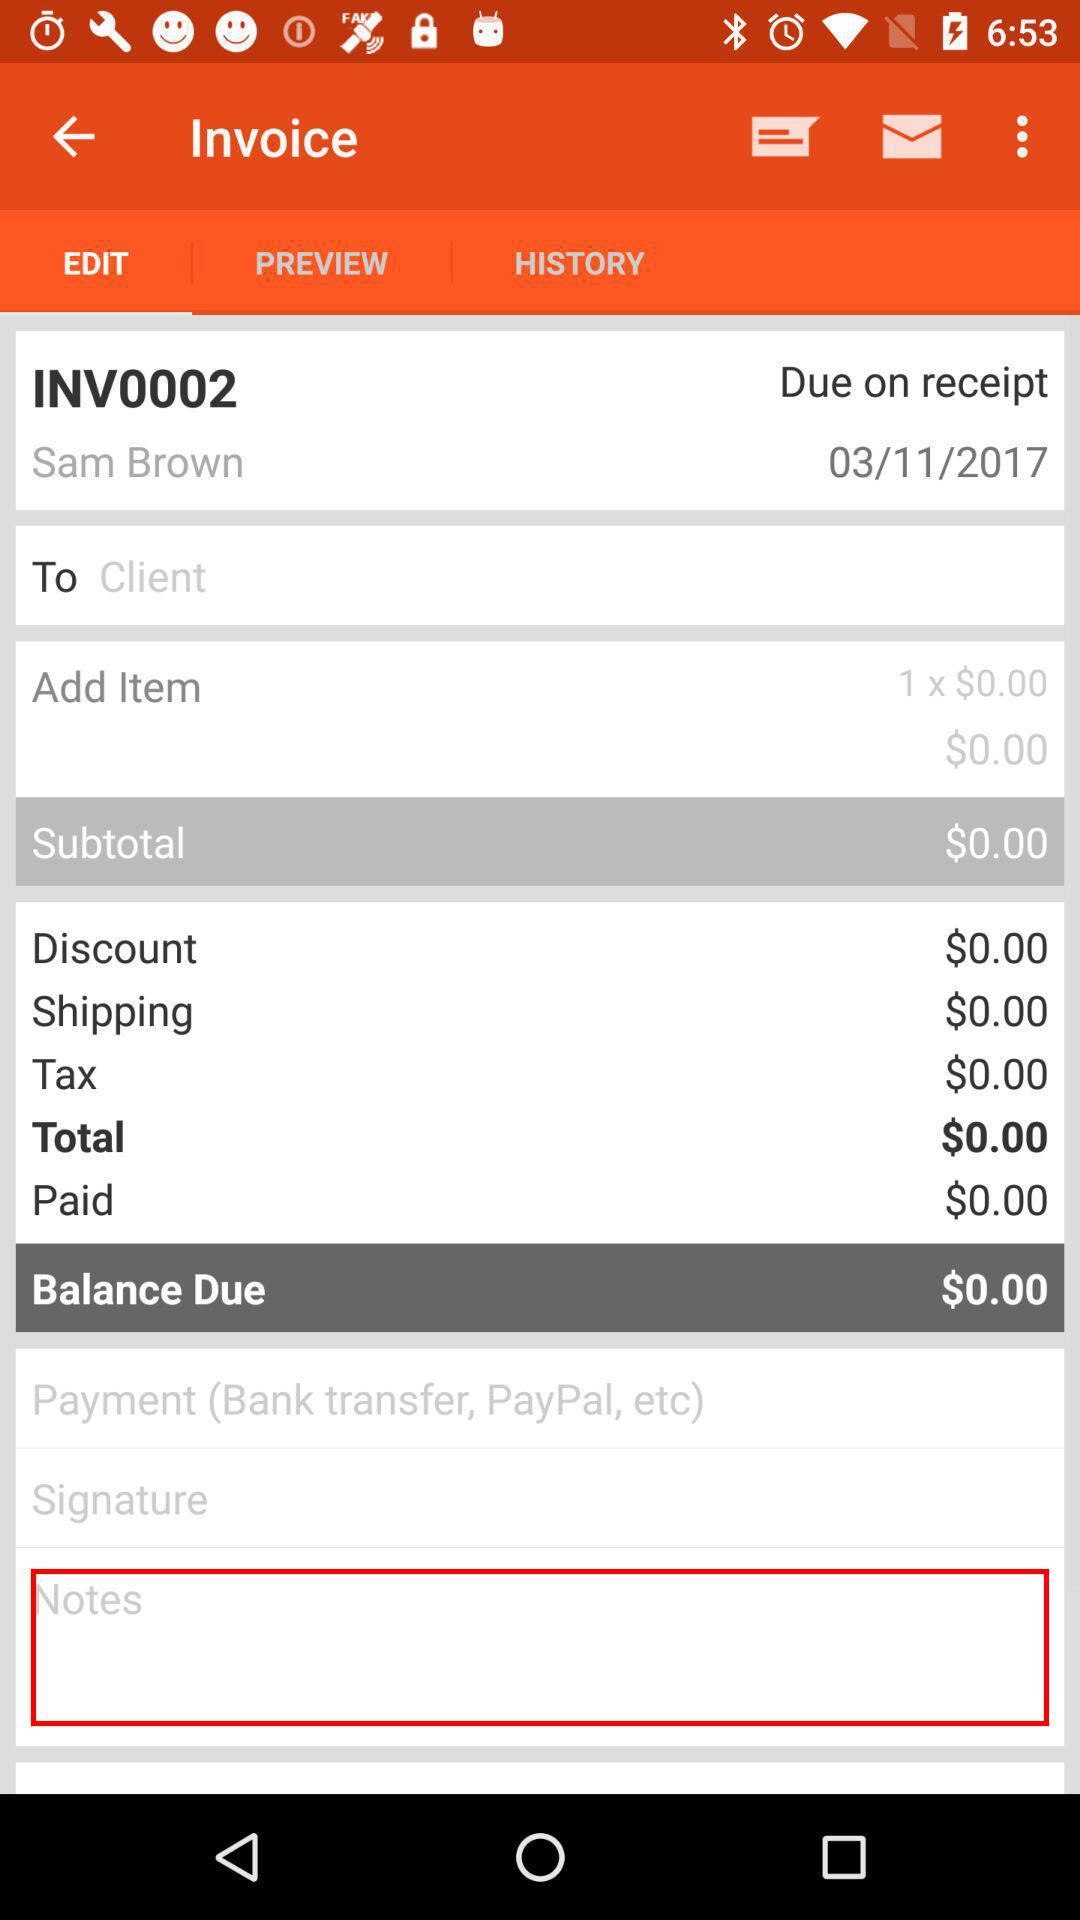 FAKE
6:53
Invoice
EDIT
PREVIEW
HISTORY
INV0002
Due on receipt
Sam Brown
03/11/2017
To Client
Add Item
1 x $0.00
$0.00
Subtotal
$0.00
Discount
$0.00
Shipping
$0.00
Tax
$0.00
Total
$0.00
Paid
$0.00
Balance Due
$0.00
Payment (Bank transfer, PayPal, etc)
Signature
Notes